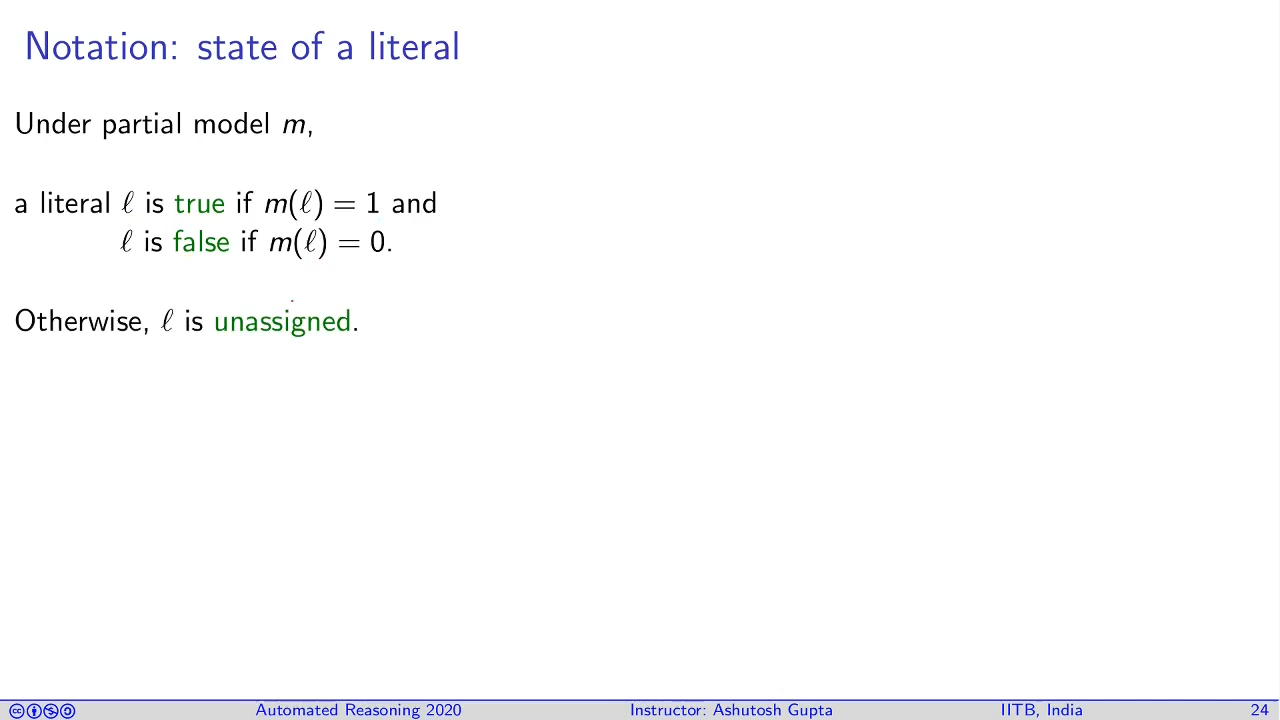 Notation: state of a literal
Under partial model m,
a literal ℓ is true if m(ℓ) = 1 and
ℓ is false if m(ℓ) = 0.
Otherwise, ℓ is unassigned.
Automated Reasoning 2020 Instructor: Ashutosh Gupta IITB, India 24